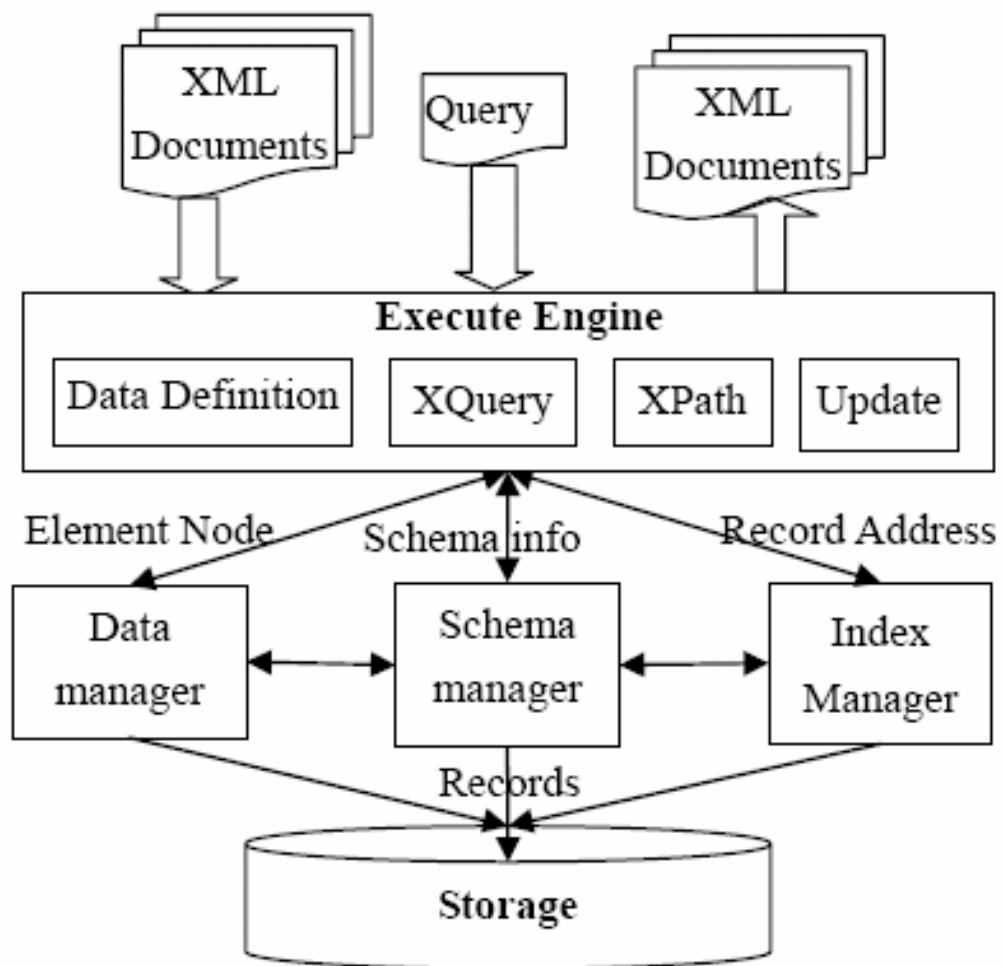 XML
Documents
Query
XML
Documents
Execute Engine
Data Definition
XQuery
XPath
Update
Element Node
Schema info
Record Address
Data
manager
Schema
manager
Index
Manager
Records
Storage